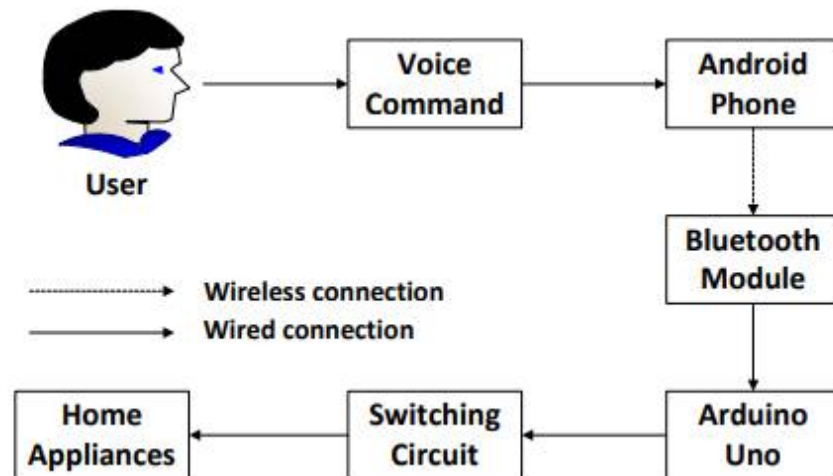 Voice
Command
Android
Phone
User
Bluetooth
Module
Wireless connection
Wired connection
Home
Appliances
Switching
Circuit
Arduino
Uno